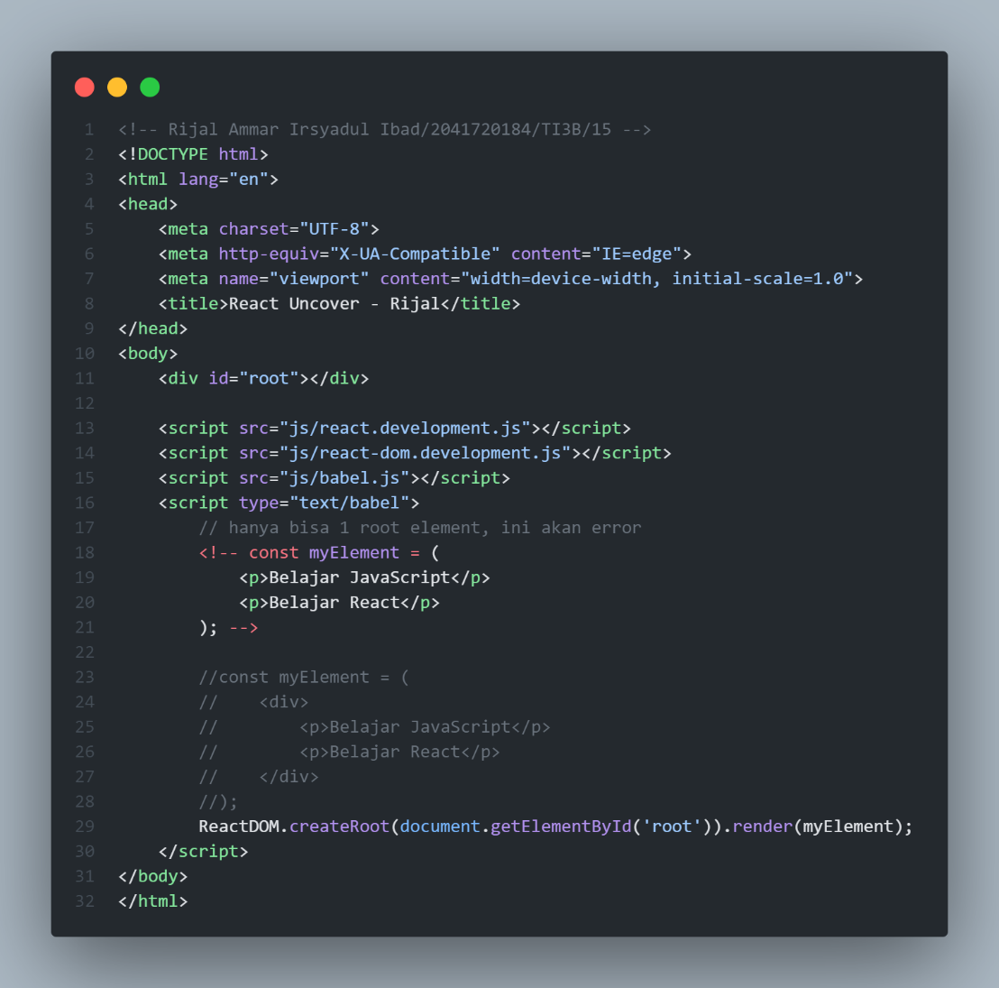 1 <!-- Rijal Ammar Irsyadul Ibad/2041720184/TI3B/15 -->
2 <!DOCTYPE html>
3 <html lang="en">
4 <head>
5     <meta charset="UTF-8">
6     <meta http-equiv="X-UA-Compatible" content="IE=edge">
7     <meta name="viewport" content="width=device-width, initial-scale=1.0">
8     <title>React Uncover - Rijal</title>
9 </head>
10 <body>
11     <div id="root"></div>
12
13     <script src="js/react.development.js"></script>
14     <script src="js/react-dom.development.js"></script>
15     <script src="js/babel.js"></script>
16     <script type="text/babel">
17         // hanya bisa 1 root element, ini akan error
18         <!-- const myElement = (
19             <p>Belajar JavaScript</p>
20             <p>Belajar React</p>
21         ); -->
22
23         //const myElement = (
24         //    <div>
25         //        <p>Belajar JavaScript</p>
26         //        <p>Belajar React</p>
27         //    </div>
28         //);
29         ReactDOM.createRoot(document.getElementById('root')).render(myElement);
30     </script>
31 </body>
32 </html>